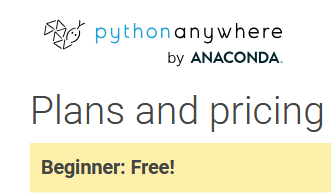 pythonanywhere
by ANACONDA.
Plans and pricing
Beginner: Free!